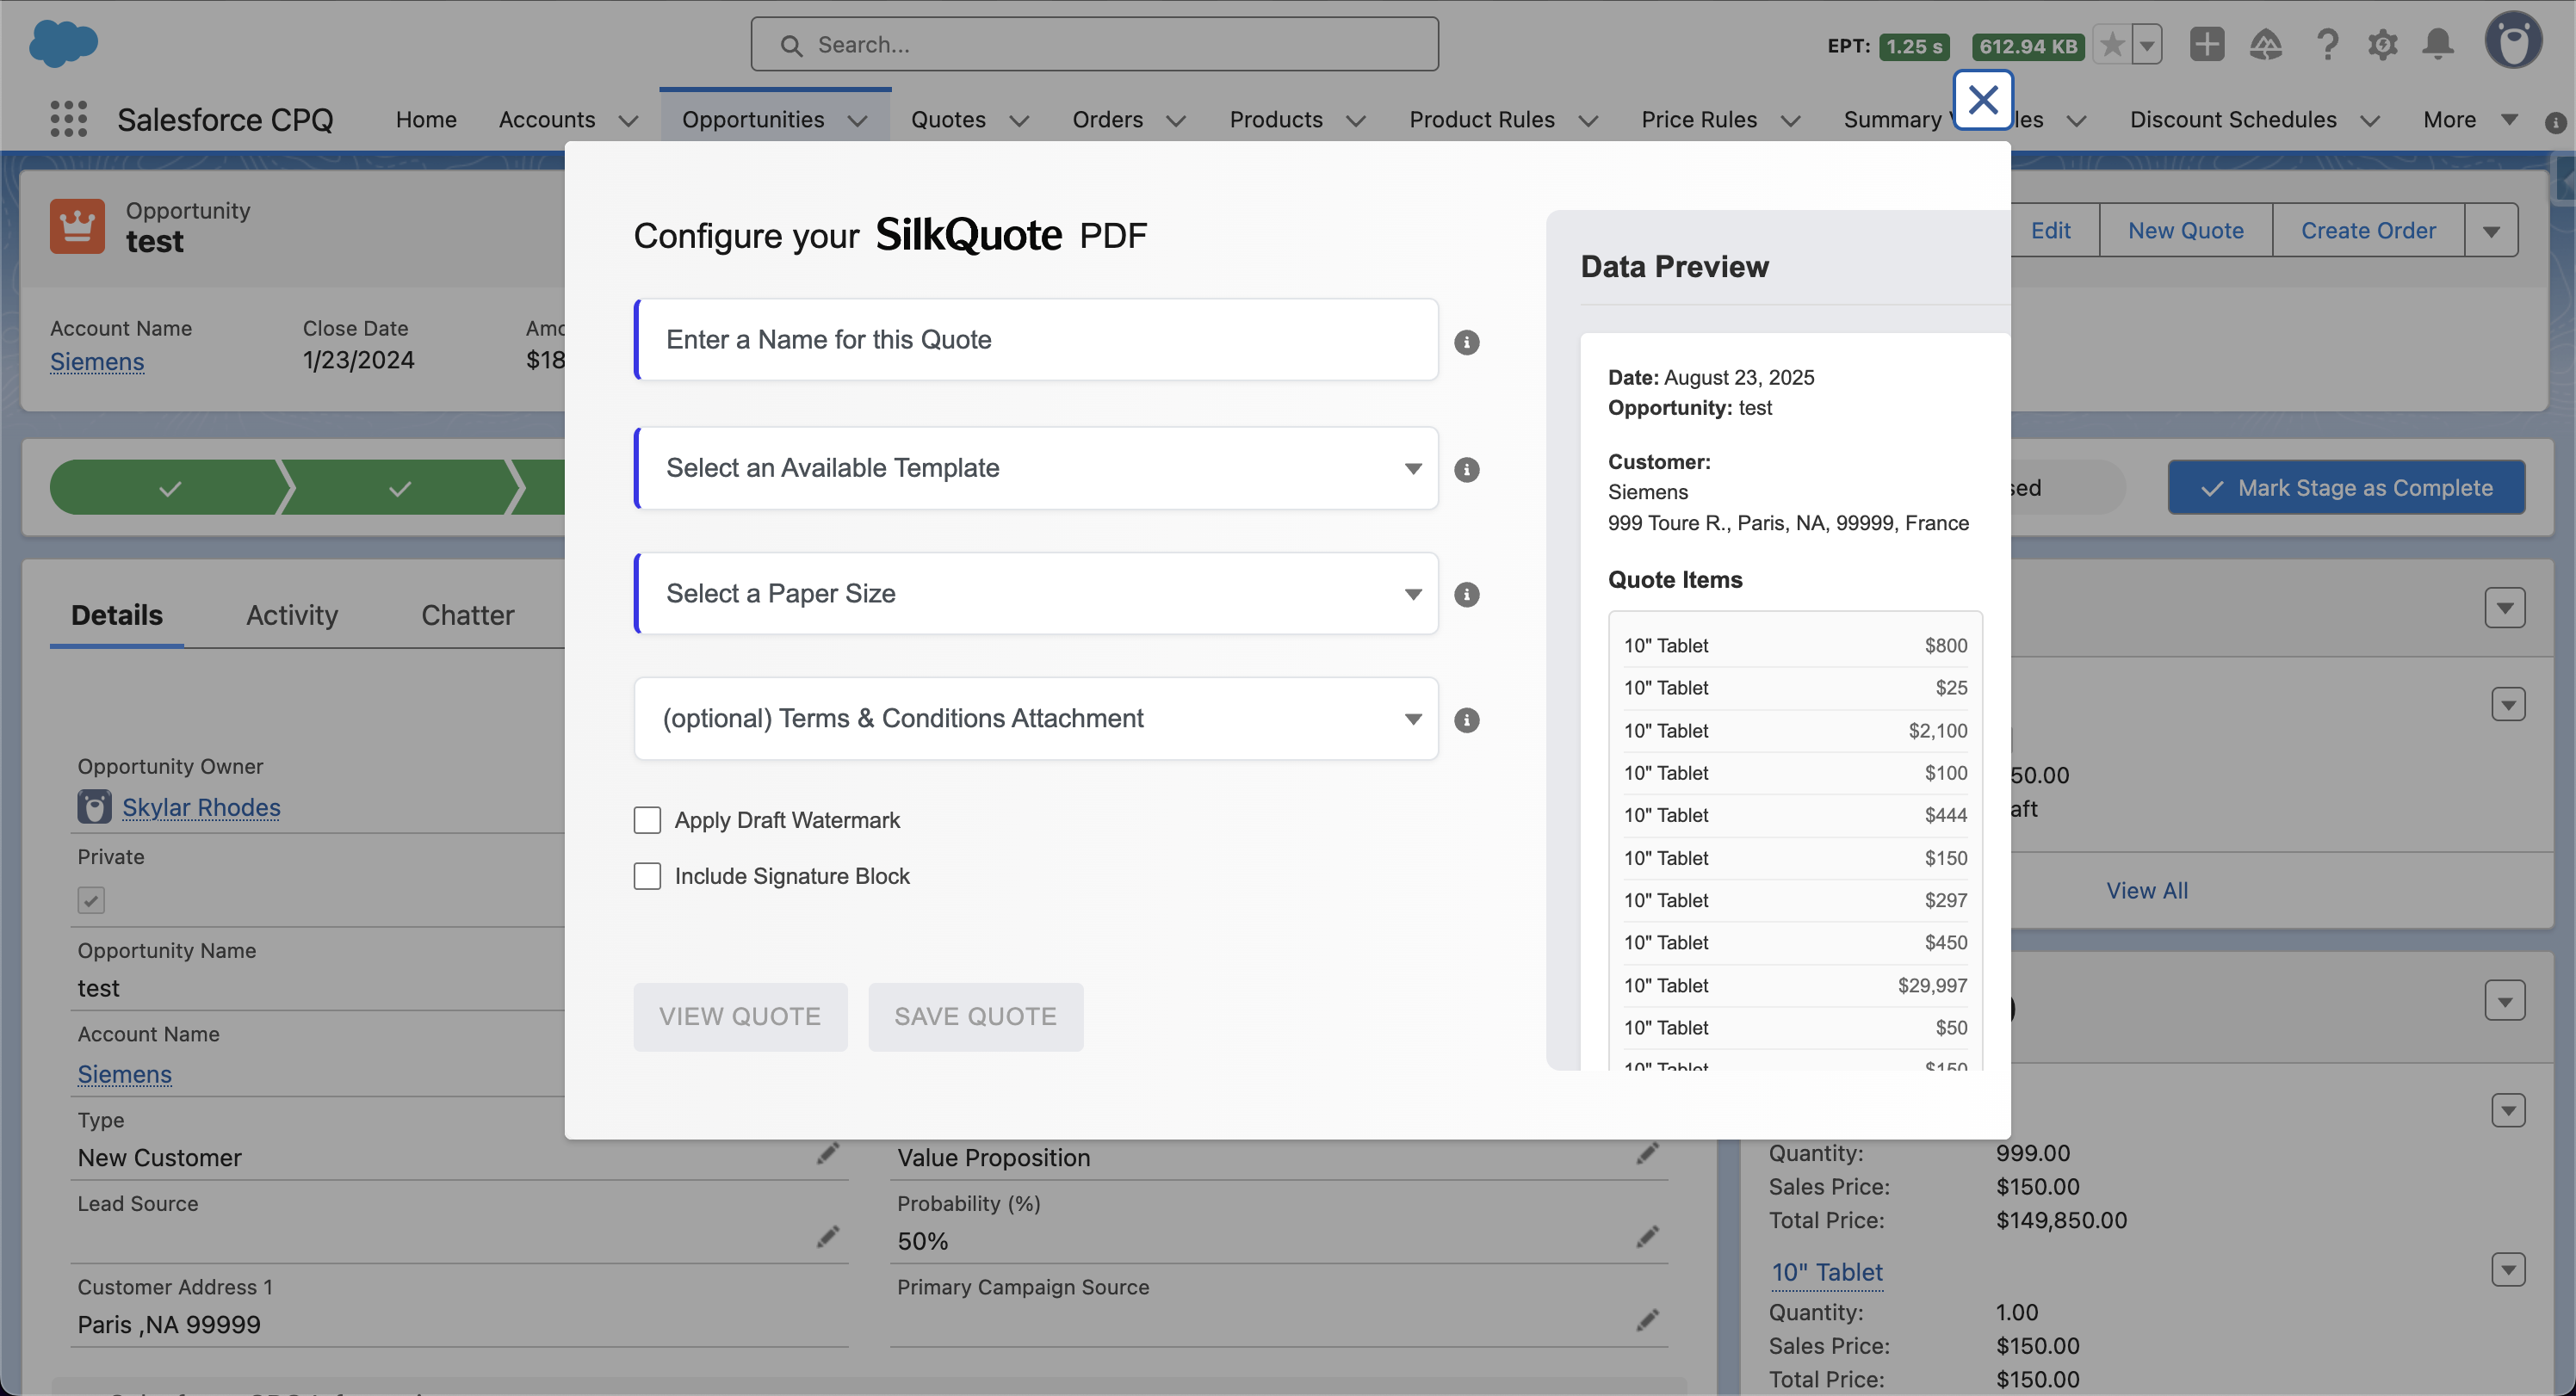 Search...
EPT: 1.25 s 612.94 KB
Salesforce CPQ Home Accounts Opportunities Quotes Orders Products Product Rules Price Rules Summary les Discount Schedules More
Opportunity
test
Edit New Quote Create Order
Account Name Close Date
Siemens 1/23/2024 $18
Mark Stage as Complete
Details Activity Chatter
Opportunity Owner
Skylar Rhodes
Private
Opportunity Name
test
Account Name
Siemens
Type
New Customer
Lead Source
Customer Address 1
Paris ,NA 99999
Value Proposition
Probability (%)
50%
Primary Campaign Source
Configure your SilkQuote PDF
Enter a Name for this Quote
Select an Available Template
Select a Paper Size
(optional) Terms & Conditions Attachment
Apply Draft Watermark
Include Signature Block
VIEW QUOTE SAVE QUOTE
Data Preview
Date: August 23, 2025
Opportunity: test
Customer:
Siemens
999 Toure R., Paris, NA, 99999, France
Quote Items
10" Tablet $800
10" Tablet $25
10" Tablet $2,100
10" Tablet $100
10" Tablet $444
10" Tablet $150
10" Tablet $297
10" Tablet $450
10" Tablet $29,997
10" Tablet $50
10" Tablet $150
50.00
aft
View All
Quantity: 999.00
Sales Price: $150.00
Total Price: $149,850.00
10" Tablet
Quantity: 1.00
Sales Price: $150.00
Total Price: $150.00